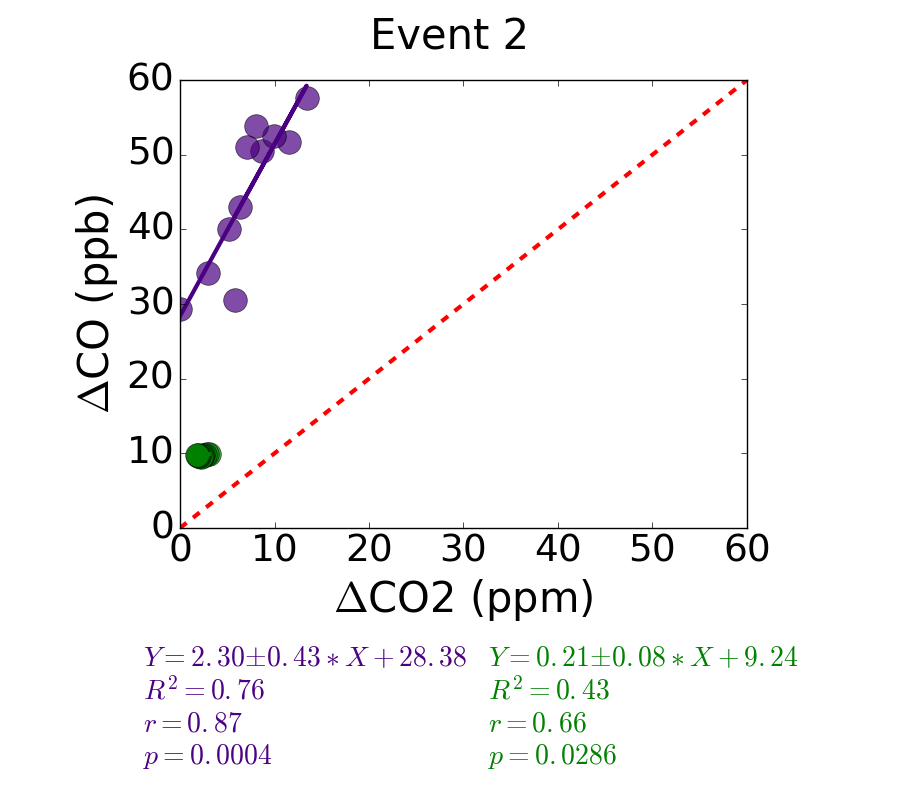 Event 2
60
50
40
30
20
10
0
ΔCO (ppb)
0 10 20 30 40 50 60
ΔCO2 (ppm)
Y=2.30±0.43∗X+28.38
R²=0.76
r=0.87
p=0.0004
Y=0.21±0.08∗X+9.24
R²=0.43
r=0.66
p=0.0286